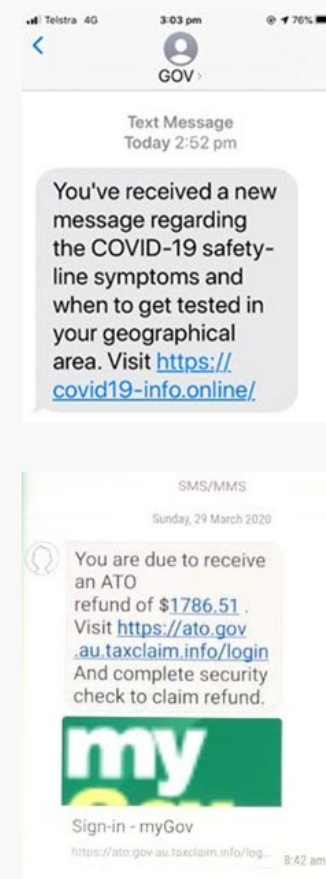 Telstra 4G 3:03 pm 76%
GOV
Text Message
Today 2:52 pm
You've received a new
message regarding
the COVID-19 safety-
line symptoms and
when to get tested in
your geographical
area. Visit https://
covid19-info.online/
SMS/MMS
Sunday, 29 March 2020
You are due to receive
an ATO
refund of $1786.51 .
Visit https://ato.gov
.au.taxclaim.info/login
And complete security
check to claim refund.
my
Gov
Sign-in - myGov
https://ato.gov.au.taxclaim.info/log...
8:42 am